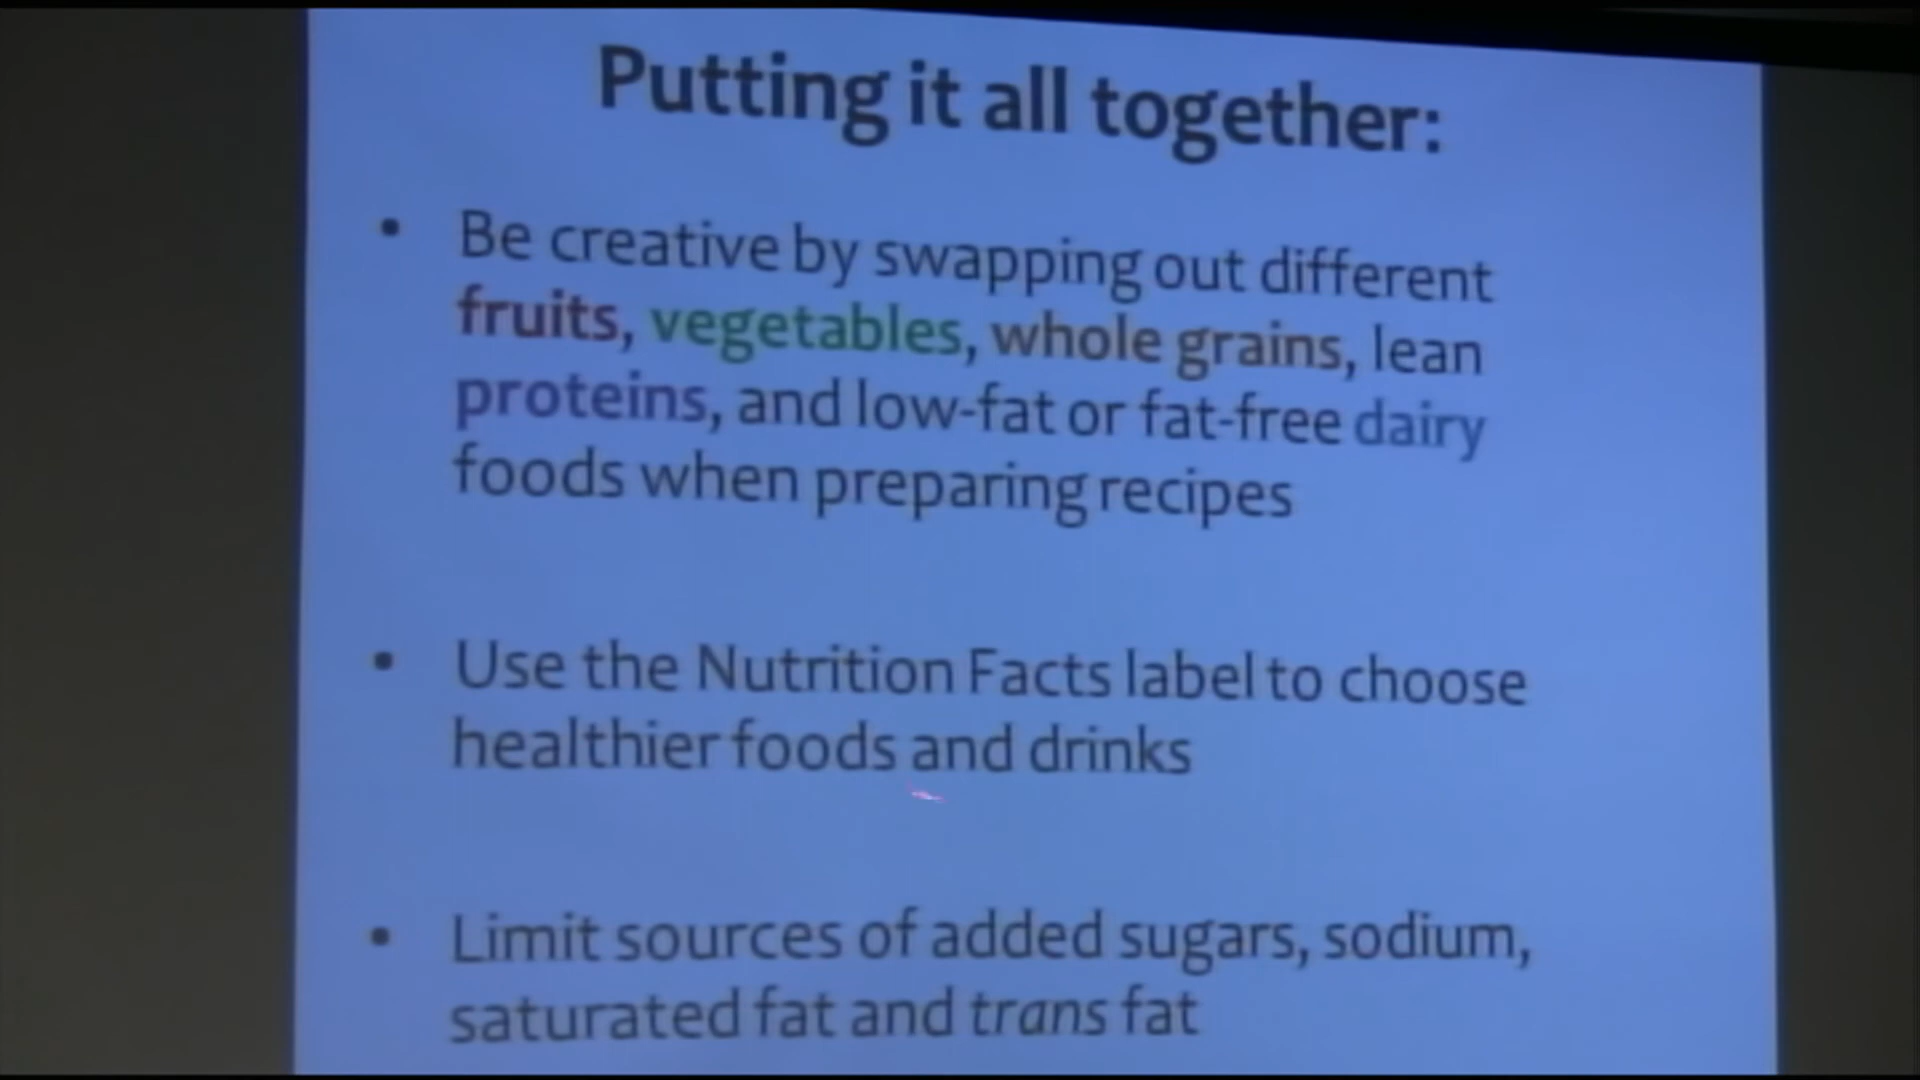 Putting it all together:
• Be creative by swapping out different
fruits, vegetables, whole grains, lean
proteins, and low-fat or fat-free dairy
foods when preparing recipes
• Use the Nutrition Facts label to choose
healthier foods and drinks
• Limit sources of added sugars, sodium,
saturated fat and trans fat